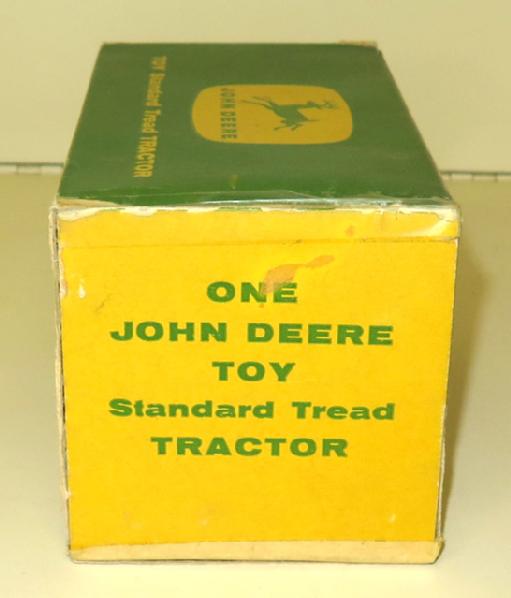 TOY Standard Tread TRACTOR
JOHN DEERE
ONE
JOHN DEERE
TOY
Standard Tread
TRACTOR